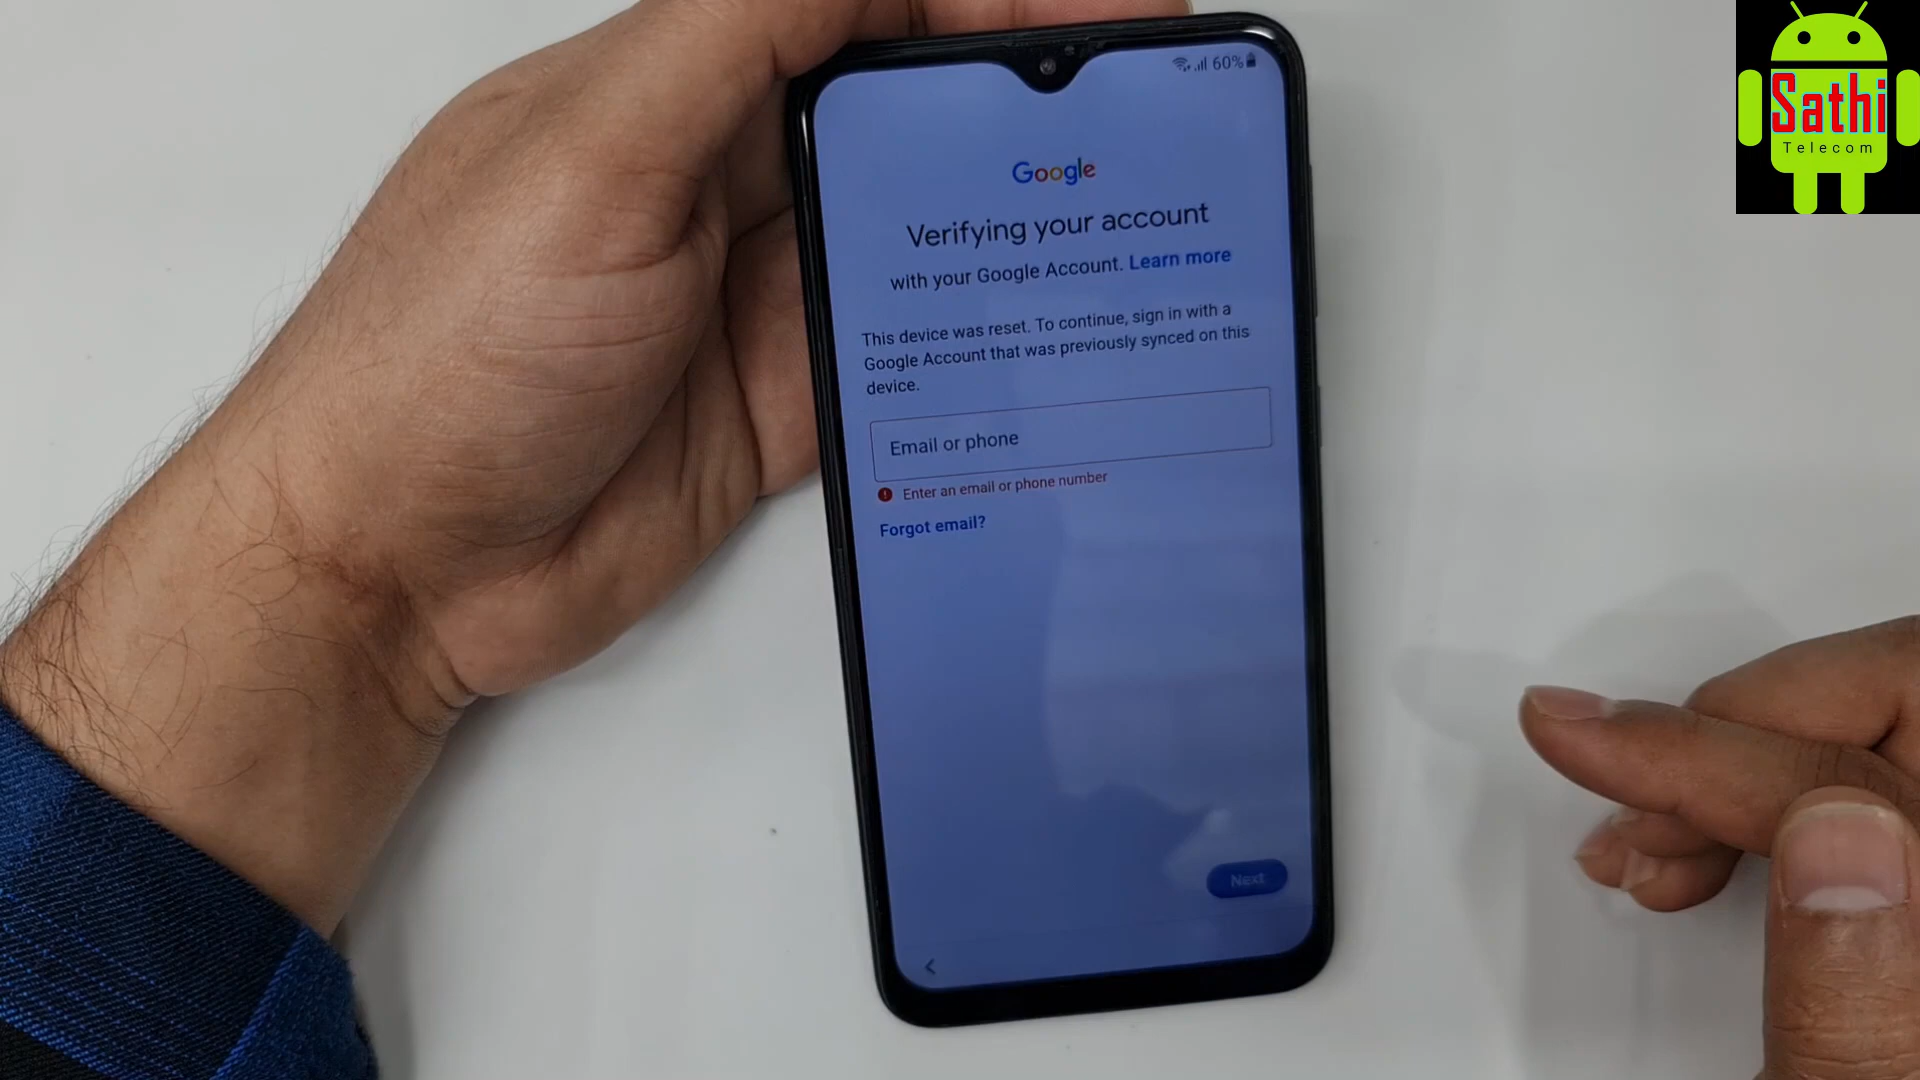 60%
Sathi
Telecom
Google
Verifying your account
with your Google Account. Learn more
This device was reset. To continue, sign in with a
Google Account that was previously synced on this
device.
Email or phone
Enter an email or phone number
Forgot email?
Next